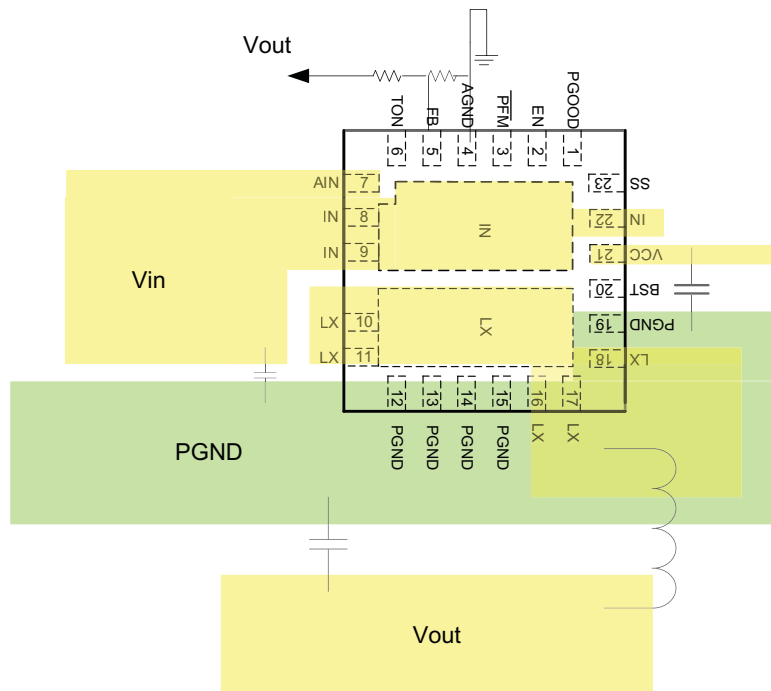 Vout
TON
FB
AGND
PFM
EN
PGOOD
6
5
4
3
2
1
AIN 7
IN 8
IN 9
LX 10
LX 11
23 SS
22 IN
21 VCC
20 BST
19 PGND
18 LX
IN
LX
Vin
12
13
14
15
16
17
PGND
PGND
PGND
PGND
LX
LX
PGND
Vout